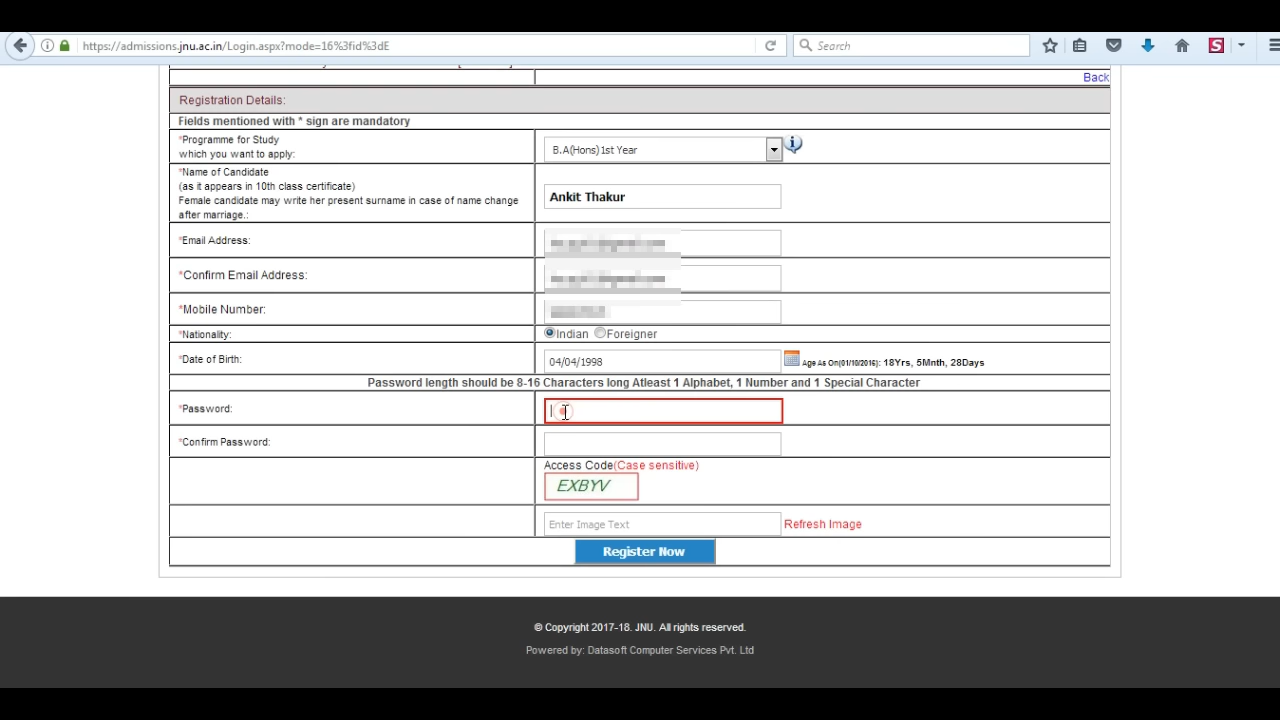 https://admissions.jnu.ac.in/Login.aspx?mode=16%3fid%3dE
Search
S
Back
Registration Details:
Fields mentioned with * sign are mandatory
*Programme for Study
which you want to apply:
B.A(Hons)1st Year
*Name of Candidate
(as it appears in 10th class certificate)
Female candidate may write her present surname in case of name change
after marriage.:
Ankit Thakur
*Email Address:
*Confirm Email Address:
*Mobile Number:
*Nationality:
Indian Foreigner
*Date of Birth:
04/04/1998
Age As On(01/10/2016): 18Yrs, 5Mnth, 28Days
Password length should be 8-16 Characters long Atleast 1 Alphabet, 1 Number and 1 Special Character
*Password:
*Confirm Password:
Access Code(Case sensitive)
EXBYV
Enter Image Text
Refresh Image
Register Now
© Copyright 2017-18. JNU. All rights reserved.
Powered by: Datasoft Computer Services Pvt. Ltd